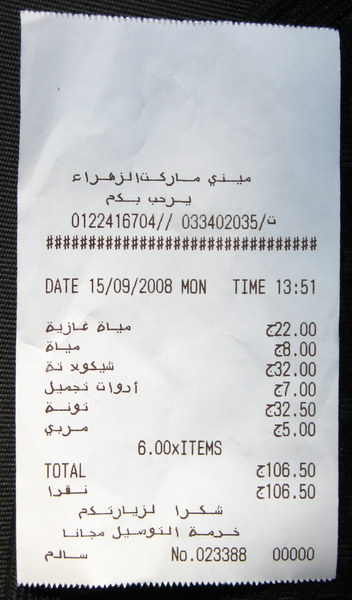 ميني ماركت الزهراء
يرحب بكم
ت/033402035 //0122416704
################################
DATE 15/09/2008 MON TIME 13:51
مياة غازية ج22.00
مياة ج8.00
شيكولا تة ج32.00
أدوات تجميل ج7.00
تونة ج32.50
مربي ج5.00
6.00xITEMS
TOTAL ج106.50
نقدا ج106.50
شكرا لزيارتكم
خدمة التوصيل مجانا
سالم No.023388 00000